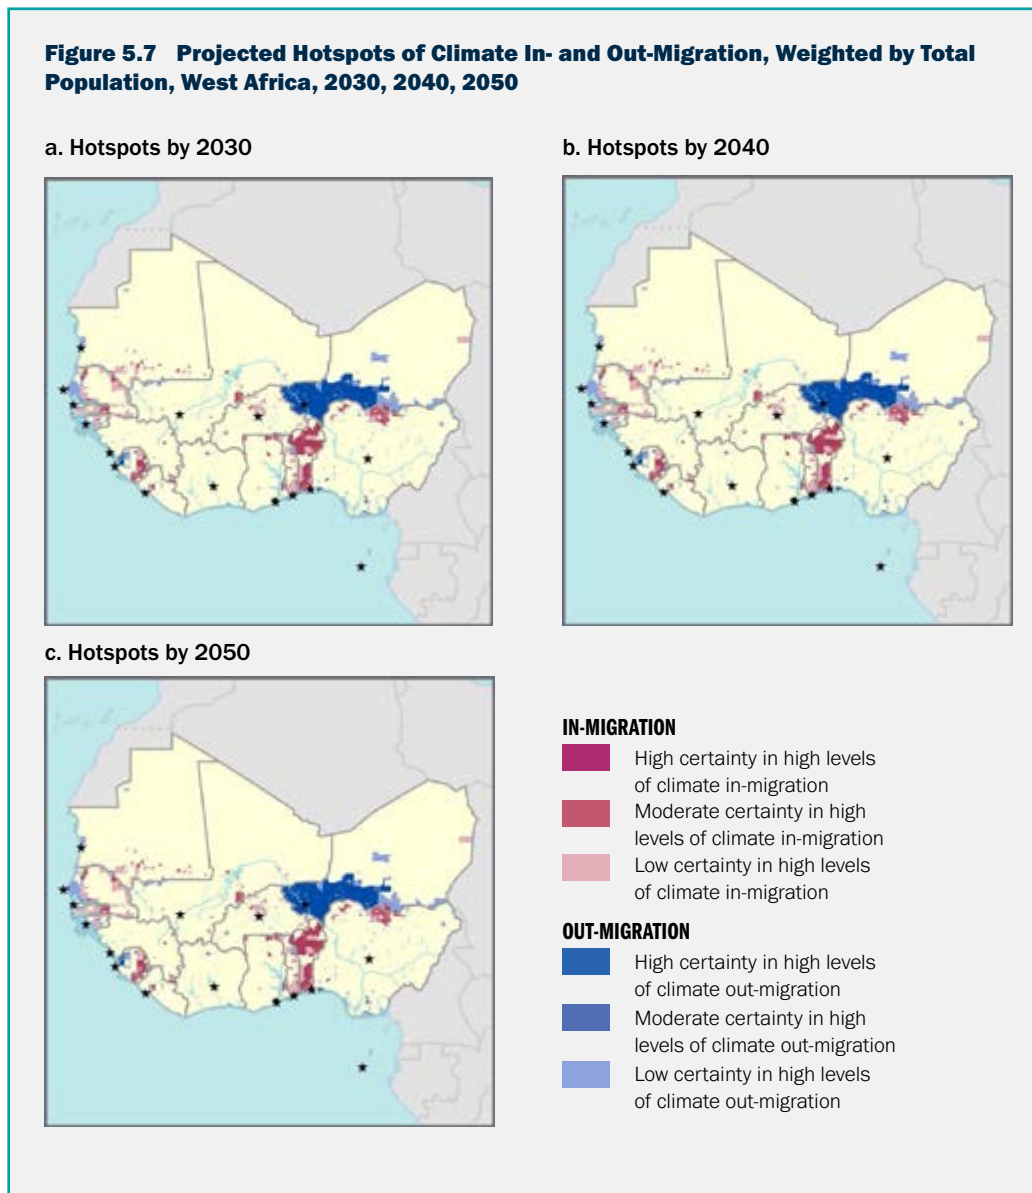 Figure 5.7 Projected Hotspots of Climate In- and Out-Migration, Weighted by Total
Population, West Africa, 2030, 2040, 2050
a. Hotspots by 2030
b. Hotspots by 2040
c. Hotspots by 2050
IN-MIGRATION
High certainty in high levels
of climate in-migration
Moderate certainty in high
levels of climate in-migration
Low certainty in high levels
of climate in-migration
OUT-MIGRATION
High certainty in high levels
of climate out-migration
Moderate certainty in high
levels of climate out-migration
Low certainty in high levels
of climate out-migration